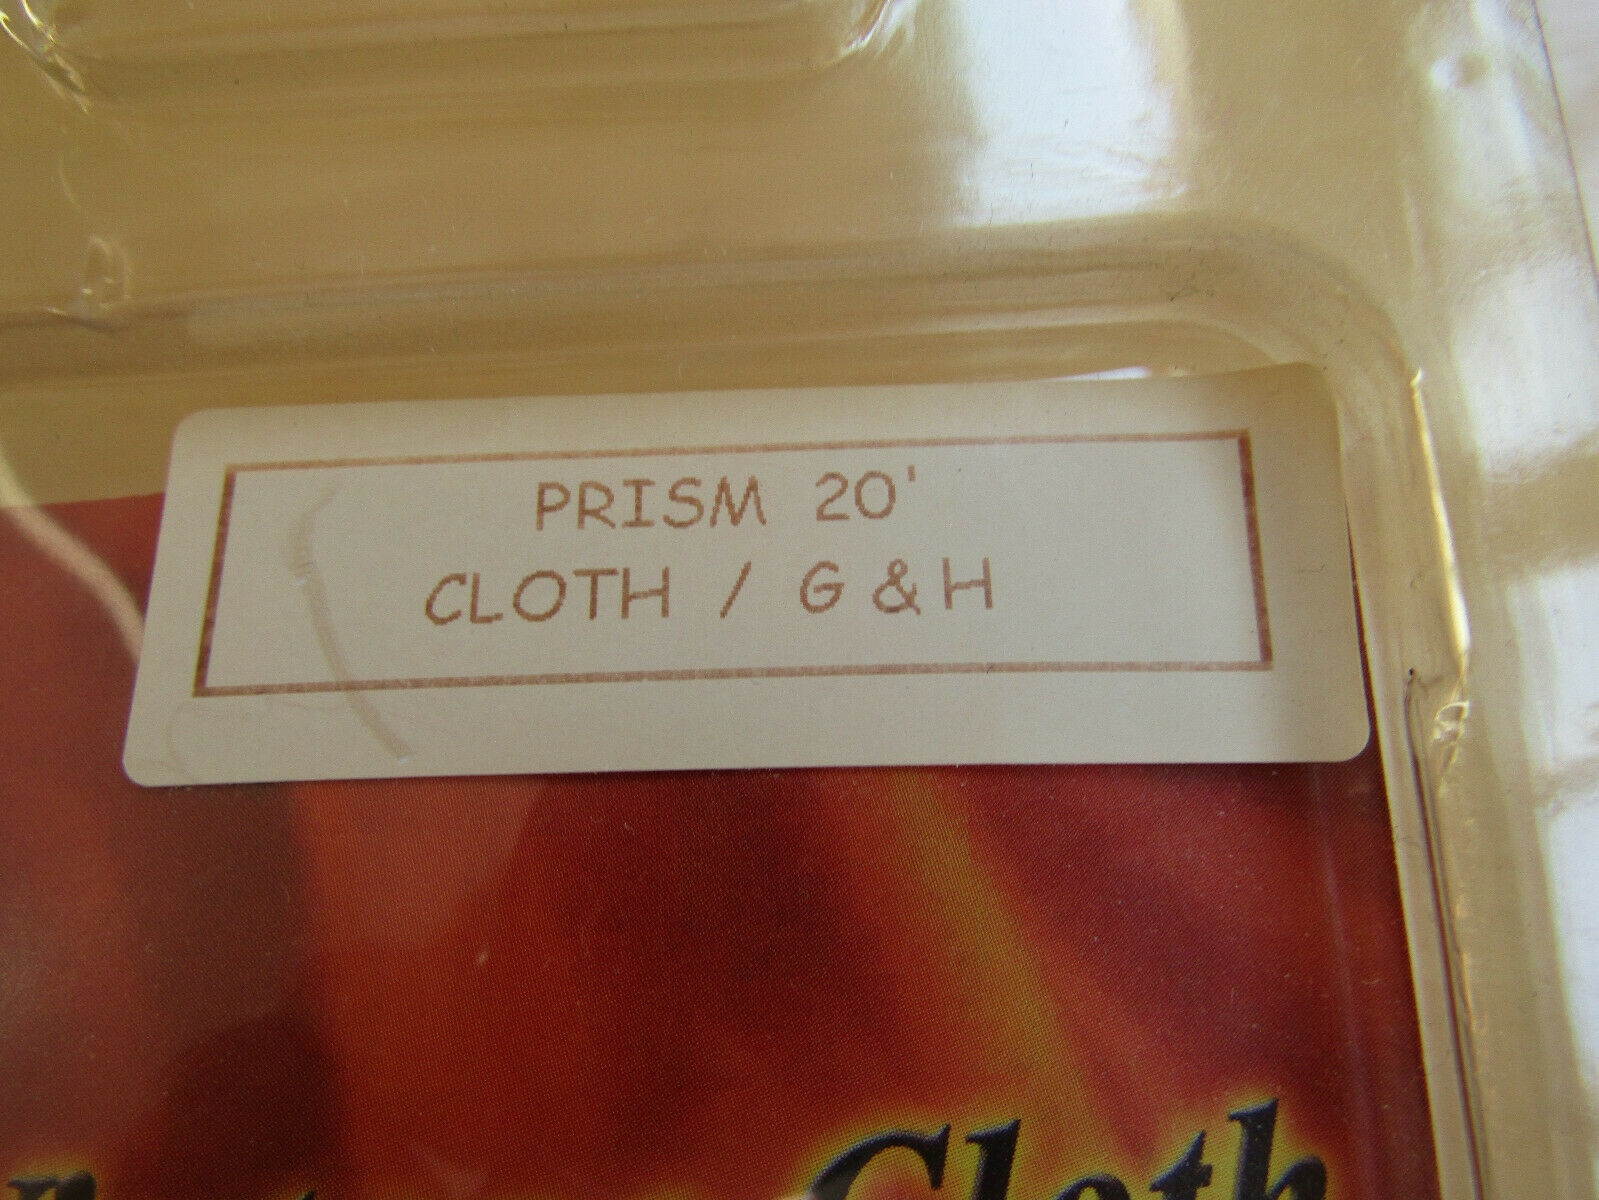 PRISM 20'
CLOTH / G & H
Cloth